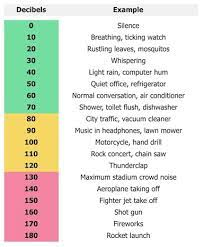 Decibels Example
0 Silence
10 Breathing, ticking watch
20 Rustling leaves, mosquitos
30 Whispering
40 Light rain, computer hum
50 Quiet office, refrigerator
60 Normal conversation, air conditioner
70 Shower, toilet flush, dishwasher
80 City traffic, vacuum cleaner
90 Music in headphones, lawn mower
100 Motorcycle, hand drill
110 Rock concert, chain saw
120 Thunderclap
130 Maximum stadium crowd noise
140 Aeroplane taking off
150 Fighter jet take off
160 Shot gun
170 Fireworks
180 Rocket launch